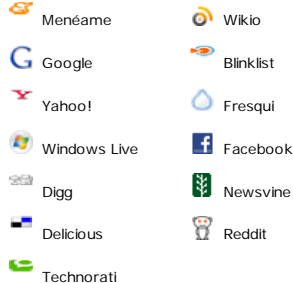 Menéame
Wikio
Google
Blinklist
Yahoo!
Fresqui
Windows Live
Facebook
Digg
Newsvine
Delicious
Reddit
Technorati